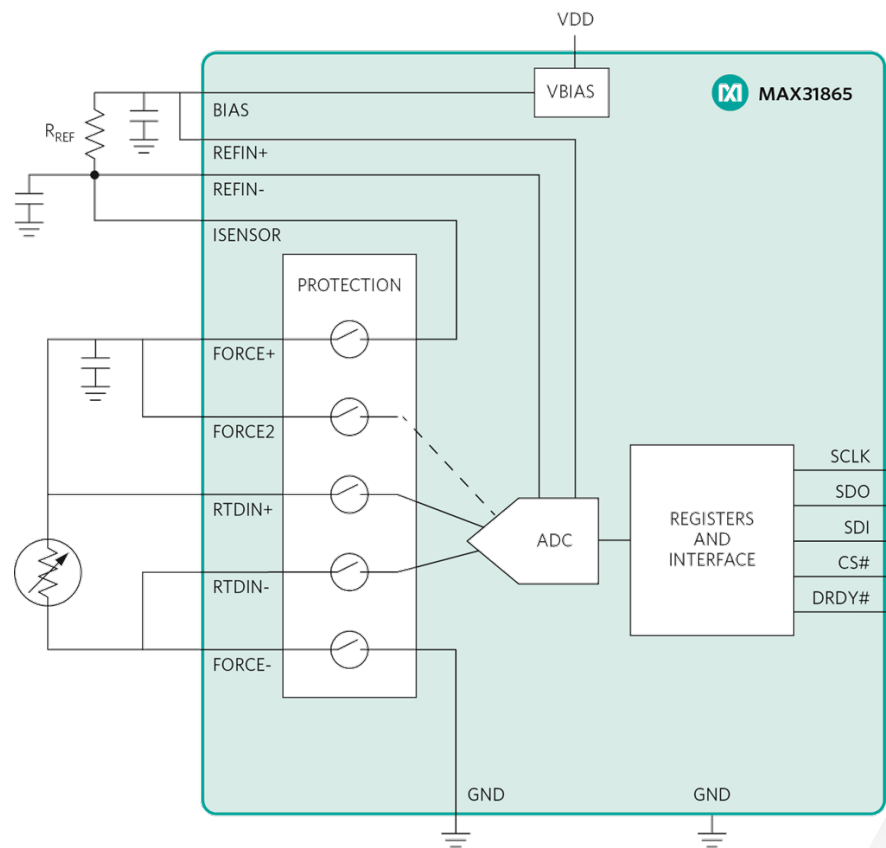 VDD
VBIAS
MAX31865
BIAS
RREF
REFIN+
REFIN-
ISENSOR
PROTECTION
FORCE+
FORCE2
RTDIN+
ADC
RTDIN-
FORCE-
REGISTERS
AND
INTERFACE
SCLK
SDO
SDI
CS#
DRDY#
GND
GND